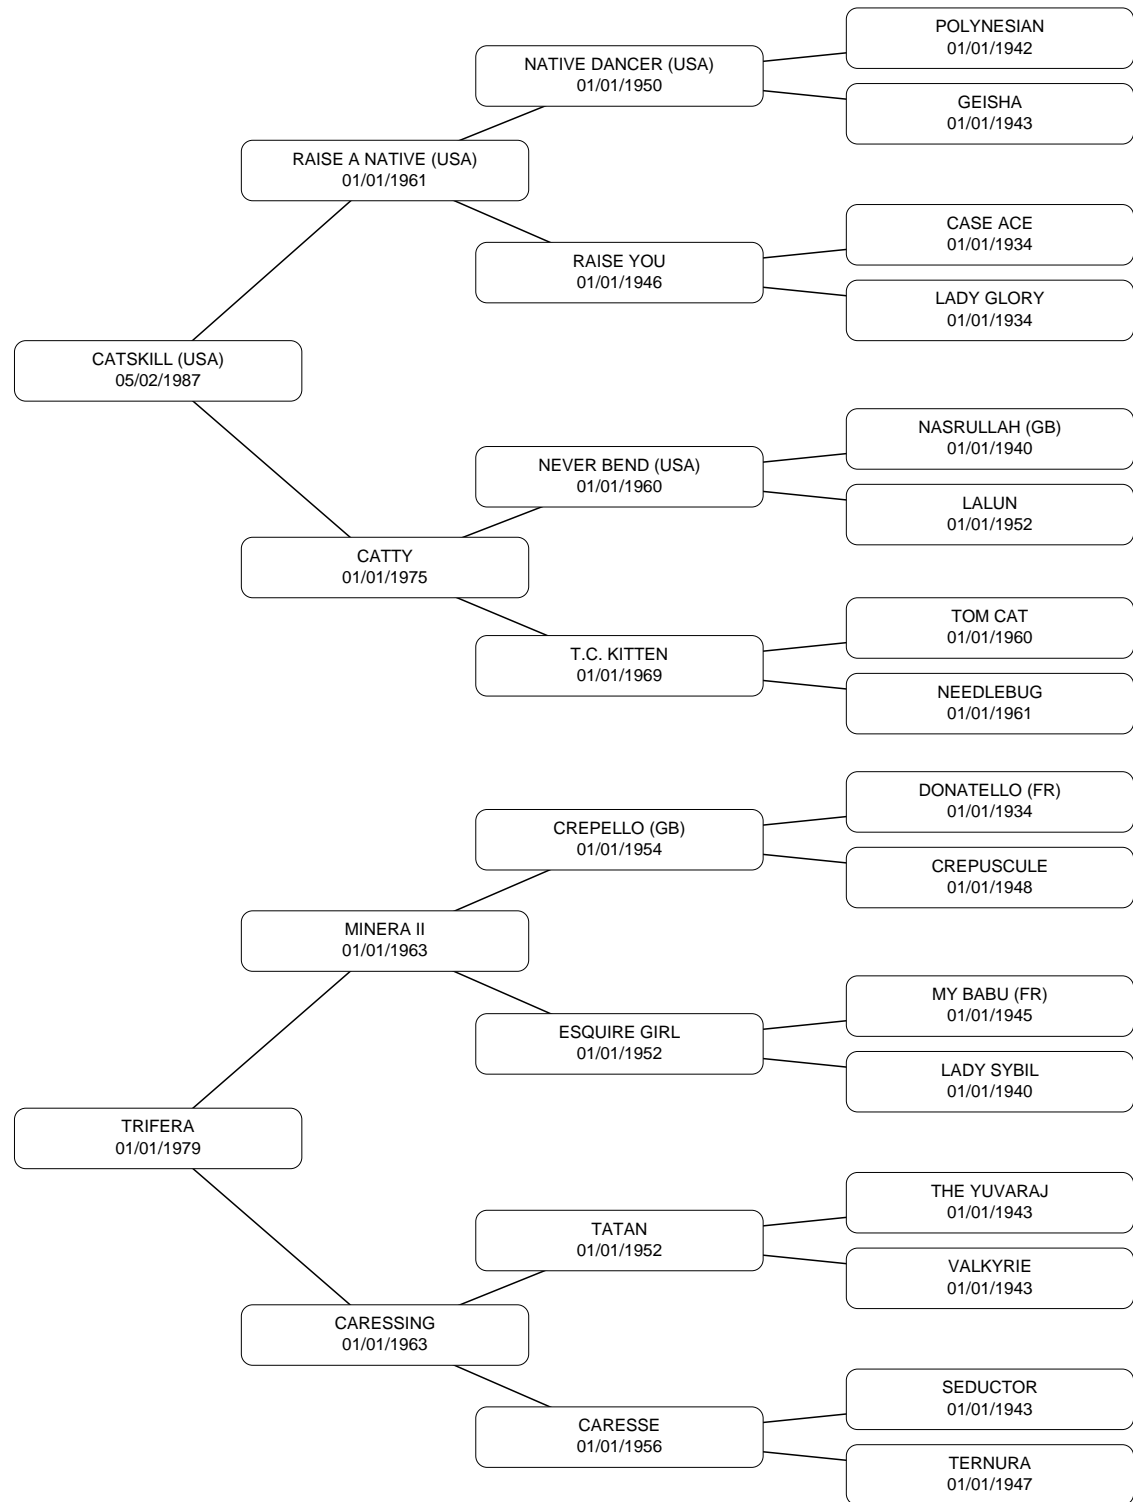 POLYNESIAN
01/01/1942
NATIVE DANCER (USA)
01/01/1950
GEISHA
01/01/1943
RAISE A NATIVE (USA)
01/01/1961
CASE ACE
01/01/1934
RAISE YOU
01/01/1946
LADY GLORY
01/01/1934
CATSKILL (USA)
05/02/1987
NASRULLAH (GB)
01/01/1940
NEVER BEND (USA)
01/01/1960
LALUN
01/01/1952
CATTY
01/01/1975
TOM CAT
01/01/1960
T.C. KITTEN
01/01/1969
NEEDLEBUG
01/01/1961
DONATELLO (FR)
01/01/1934
CREPELLO (GB)
01/01/1954
CREPUSCULE
01/01/1948
MINERA II
01/01/1963
MY BABU (FR)
01/01/1945
ESQUIRE GIRL
01/01/1952
LADY SYBIL
01/01/1940
TRIFERA
01/01/1979
THE YUVARAJ
01/01/1943
TATAN
01/01/1952
VALKYRIE
01/01/1943
CARESSING
01/01/1963
SEDUCTOR
01/01/1943
CARESSE
01/01/1956
TERNURA
01/01/1947